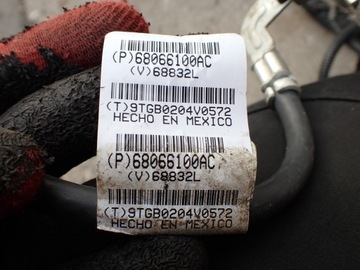 (P)68066100AC
(V)68832L
(T)9TGB0204V0572
HECHO EN MEXICO
(P)68066100AC
(V)68832L
(T)9TGB0204V0572
HECHO EN MEXICO